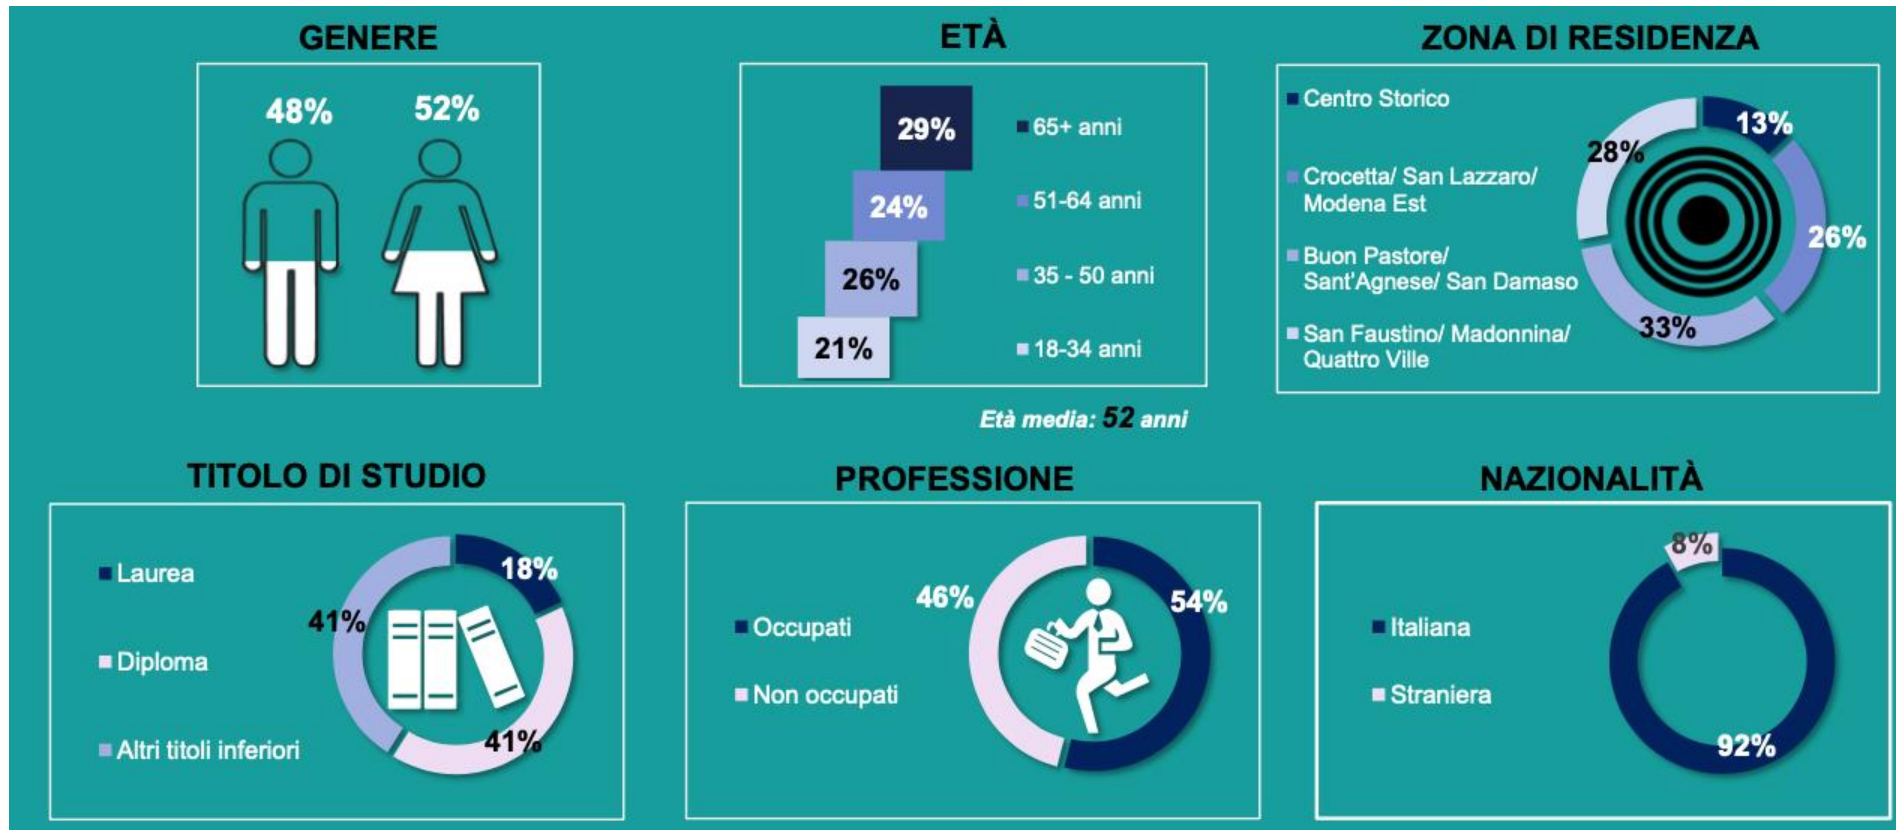 GENERE
48%
52%
ETÀ
29%
65+ anni
24%
51-64 anni
26%
35 - 50 anni
21%
18-34 anni
Età media: 52 anni
ZONA DI RESIDENZA
Centro Storico
Crocetta/ San Lazzaro/
Modena Est
Buon Pastore/
Sant'Agnese/ San Damaso
San Faustino/ Madonnina/
Quattro Ville
13%
28%
26%
33%
TITOLO DI STUDIO
Laurea
Diploma
Altri titoli inferiori
18%
41%
41%
PROFESSIONE
Occupati
Non occupati
46%
54%
NAZIONALITÀ
Italiana
Straniera
8%
92%